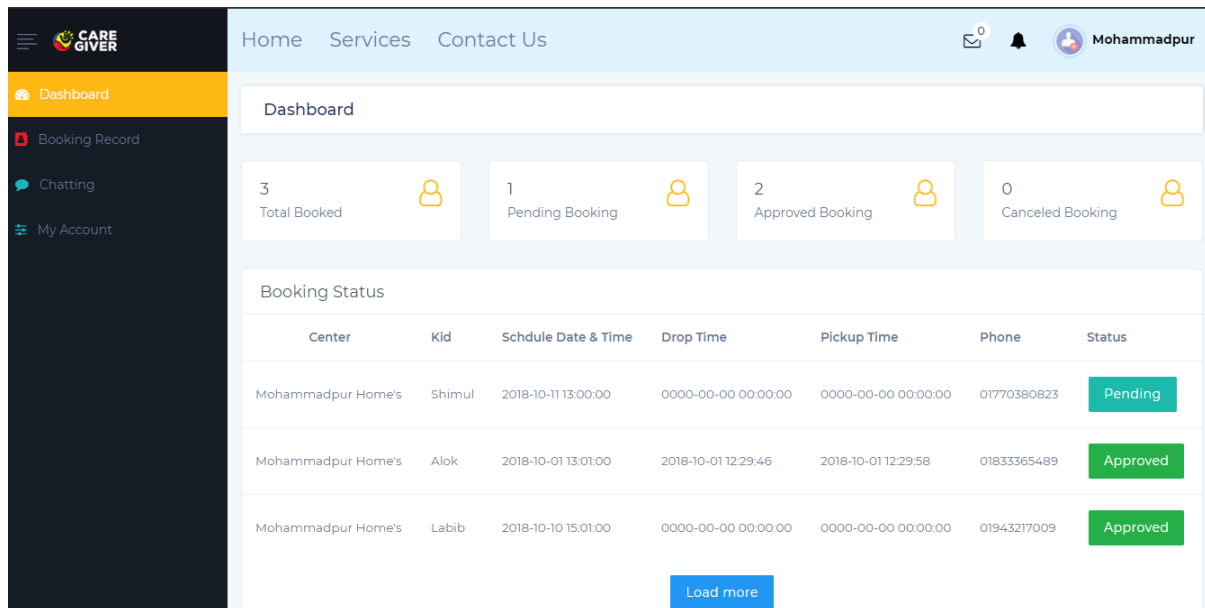 CARE
GIVER
Home Services Contact Us
0
Mohammadpur
Dashboard
Booking Record
Chatting
My Account
Dashboard
3
Total Booked
1
Pending Booking
2
Approved Booking
0
Canceled Booking
Booking Status
Center Kid Schdule Date & Time Drop Time Pickup Time Phone Status
Mohammadpur Home's Shimul 2018-10-11 13:00:00 0000-00-00 00:00:00 0000-00-00 00:00:00 01770380823 Pending
Mohammadpur Home's Alok 2018-10-01 13:01:00 2018-10-01 12:29:46 2018-10-01 12:29:58 01833365489 Approved
Mohammadpur Home's Labib 2018-10-10 15:01:00 0000-00-00 00:00:00 0000-00-00 00:00:00 01943217009 Approved
Load more